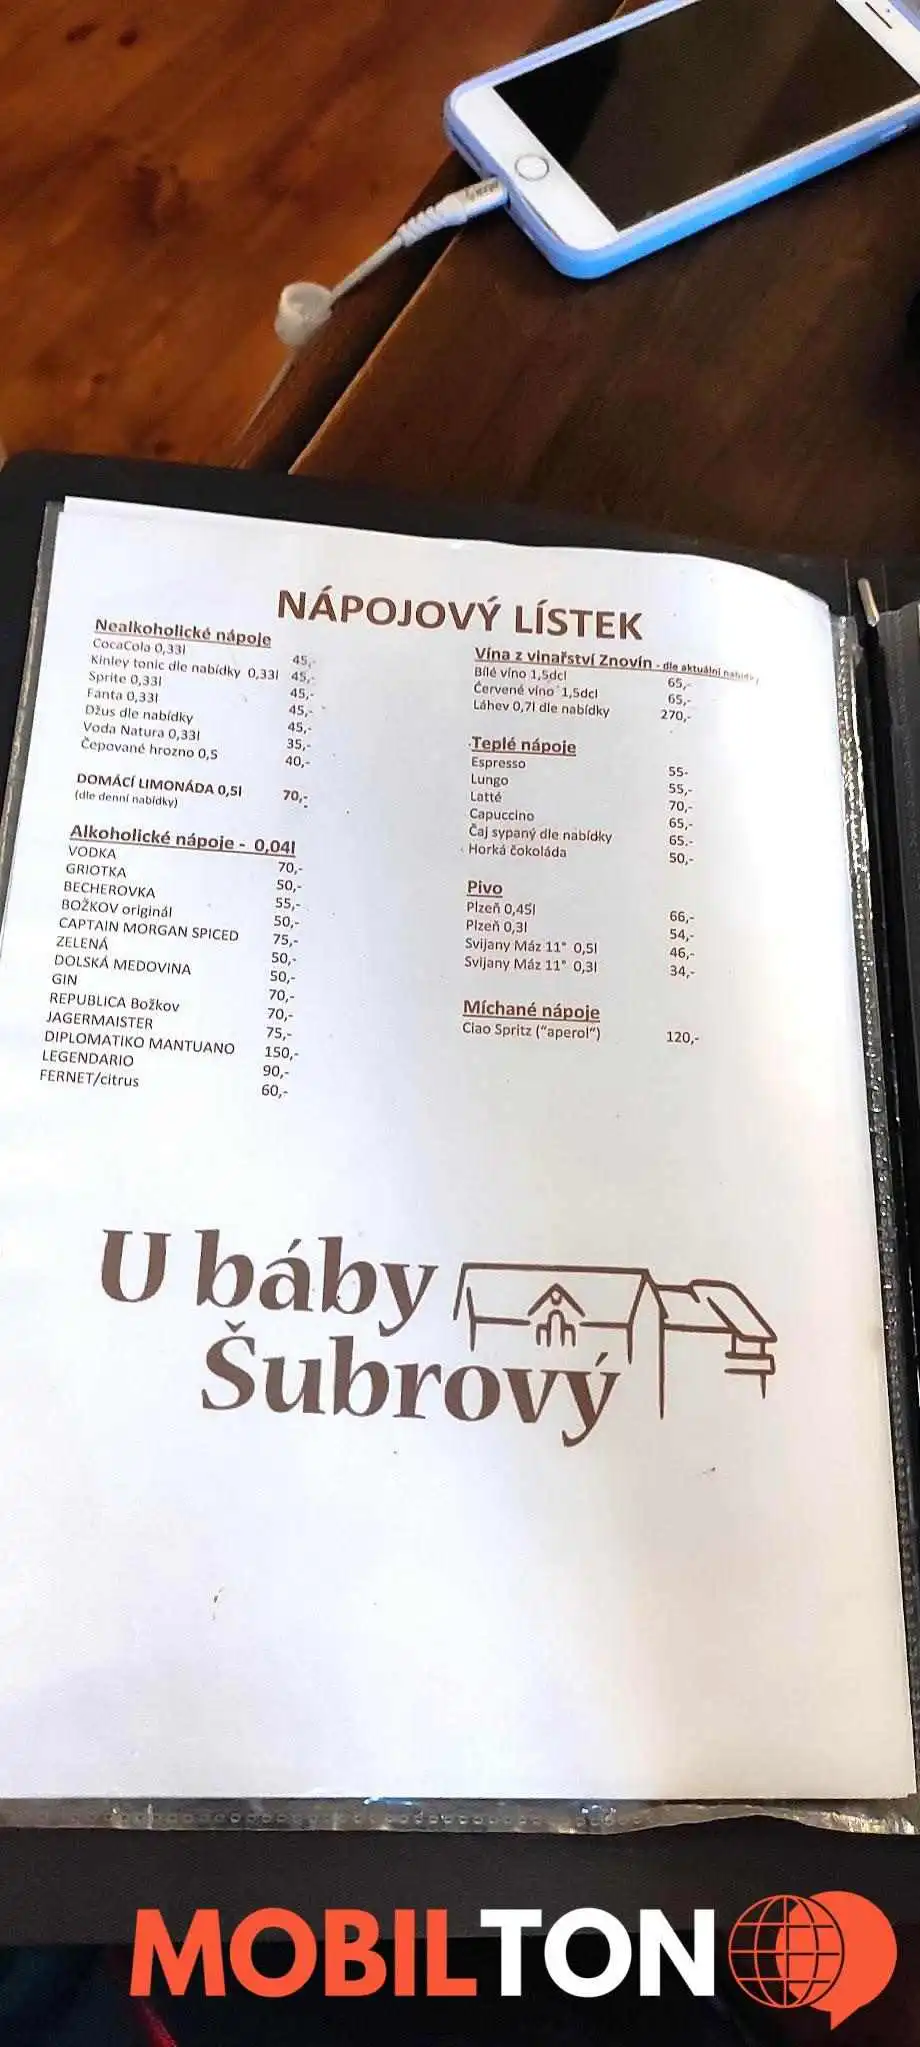 NÁPOJOVÝ LÍSTEK
Nealkoholické nápoje
CocaCola 0,33l 45,-
Kinley tonic dle nabídky 0,33l 45,-
Sprite 0,33l 45,-
Fanta 0,33l 45,-
Džus dle nabídky 45,-
Voda Natura 0,33l 35,-
Čepované hrozno 0,5 40,-
DOMÁCÍ LIMONÁDA 0,5l 70,-
(dle denní nabídky)
Alkoholické nápoje - 0,04l
VODKA 70,-
GRIOTKA 50,-
BECHEROVKA 55,-
BOŽKOV originál 50,-
CAPTAIN MORGAN SPICED 75,-
ZELENÁ 50,-
DOLSKÁ MEDOVINA 50,-
GIN 70,-
REPUBLICA Božkov 70,-
JAGERMAISTER 75,-
DIPLOMATIKO MANTUANO 150,-
LEGENDARIO 90,-
FERNET/citrus 60,-
Vína z vinařství Znovín - dle aktuální nabídky
Bílé víno 1,5dcl 65,-
Červené víno 1,5dcl 65,-
Láhev 0,7l dle nabídky 270,-
Teplé nápoje
Espresso 55-
Lungo 55,-
Latté 70,-
Capuccino 65,-
Čaj sypaný dle nabídky 65.-
Horká čokoláda 50,-
Pivo
Plzeň 0,45l 66,-
Plzeň 0,3l 54,-
Svijany Máz 11° 0,5l 46,-
Svijany Máz 11° 0,3l 34,-
Míchané nápoje
Ciao Spritz ("aperol") 120,-
U báby
Šubrový
MOBILTON